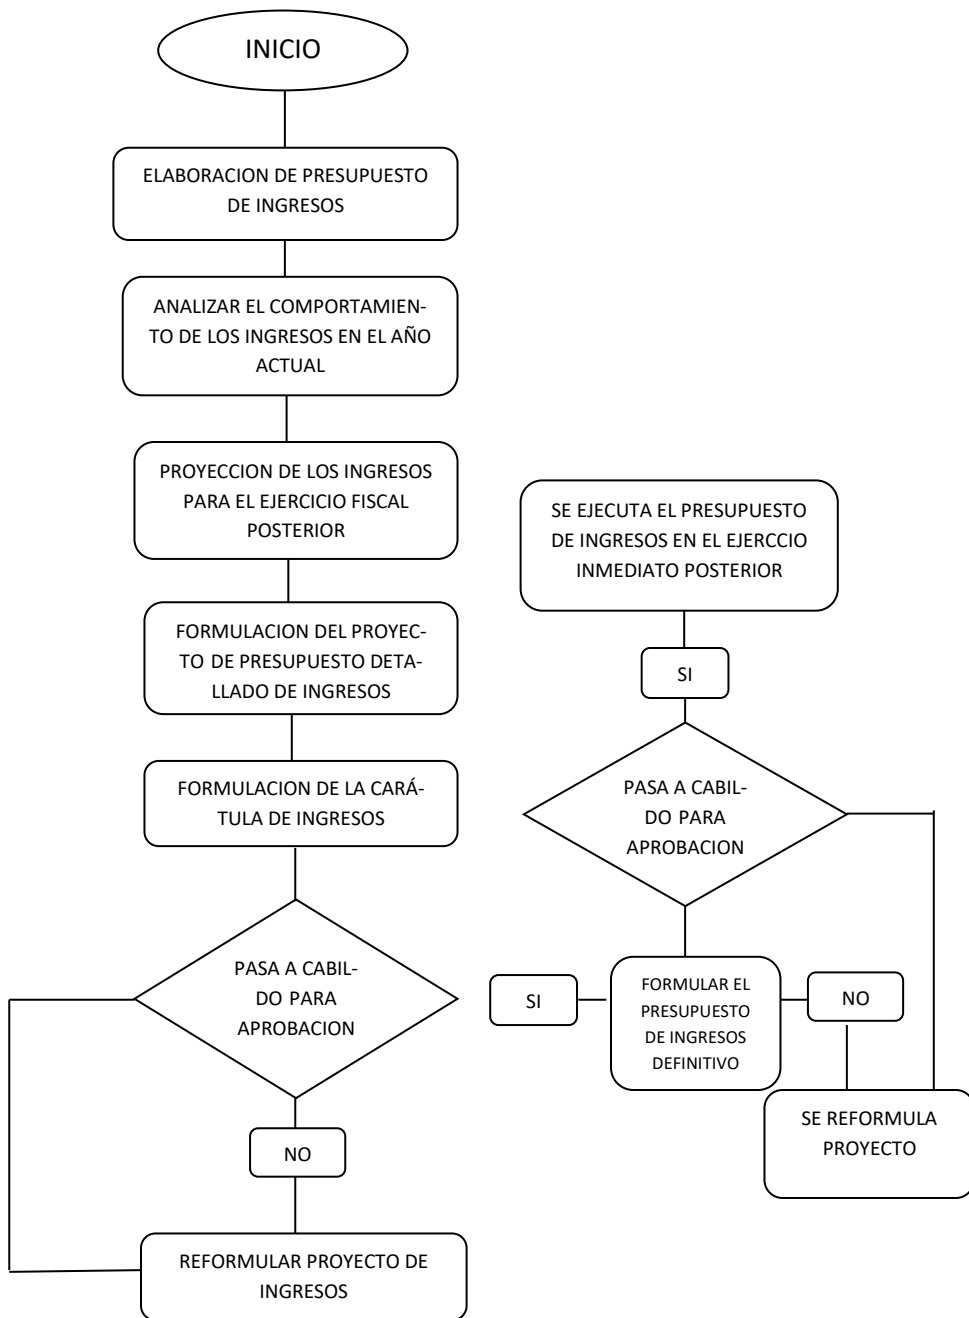 INICIO
ELABORACION DE PRESUPUESTO
DE INGRESOS
ANALIZAR EL COMPORTAMIEN-
TO DE LOS INGRESOS EN EL AÑO
ACTUAL
PROYECCION DE LOS INGRESOS
PARA EL EJERCICIO FISCAL
POSTERIOR
FORMULACION DEL PROYEC-
TO DE PRESUPUESTO DETA-
LLADO DE INGRESOS
FORMULACION DE LA CARÁ-
TULA DE INGRESOS
PASA A CABIL-
DO PARA
APROBACION
NO
REFORMULAR PROYECTO DE
INGRESOS
SE EJECUTA EL PRESUPUESTO
DE INGRESOS EN EL EJERCCIO
INMEDIATO POSTERIOR
SI
PASA A CABIL-
DO PARA
APROBACION
SI
FORMULAR EL
PRESUPUESTO
DE INGRESOS
DEFINITIVO
NO
SE REFORMULA
PROYECTO